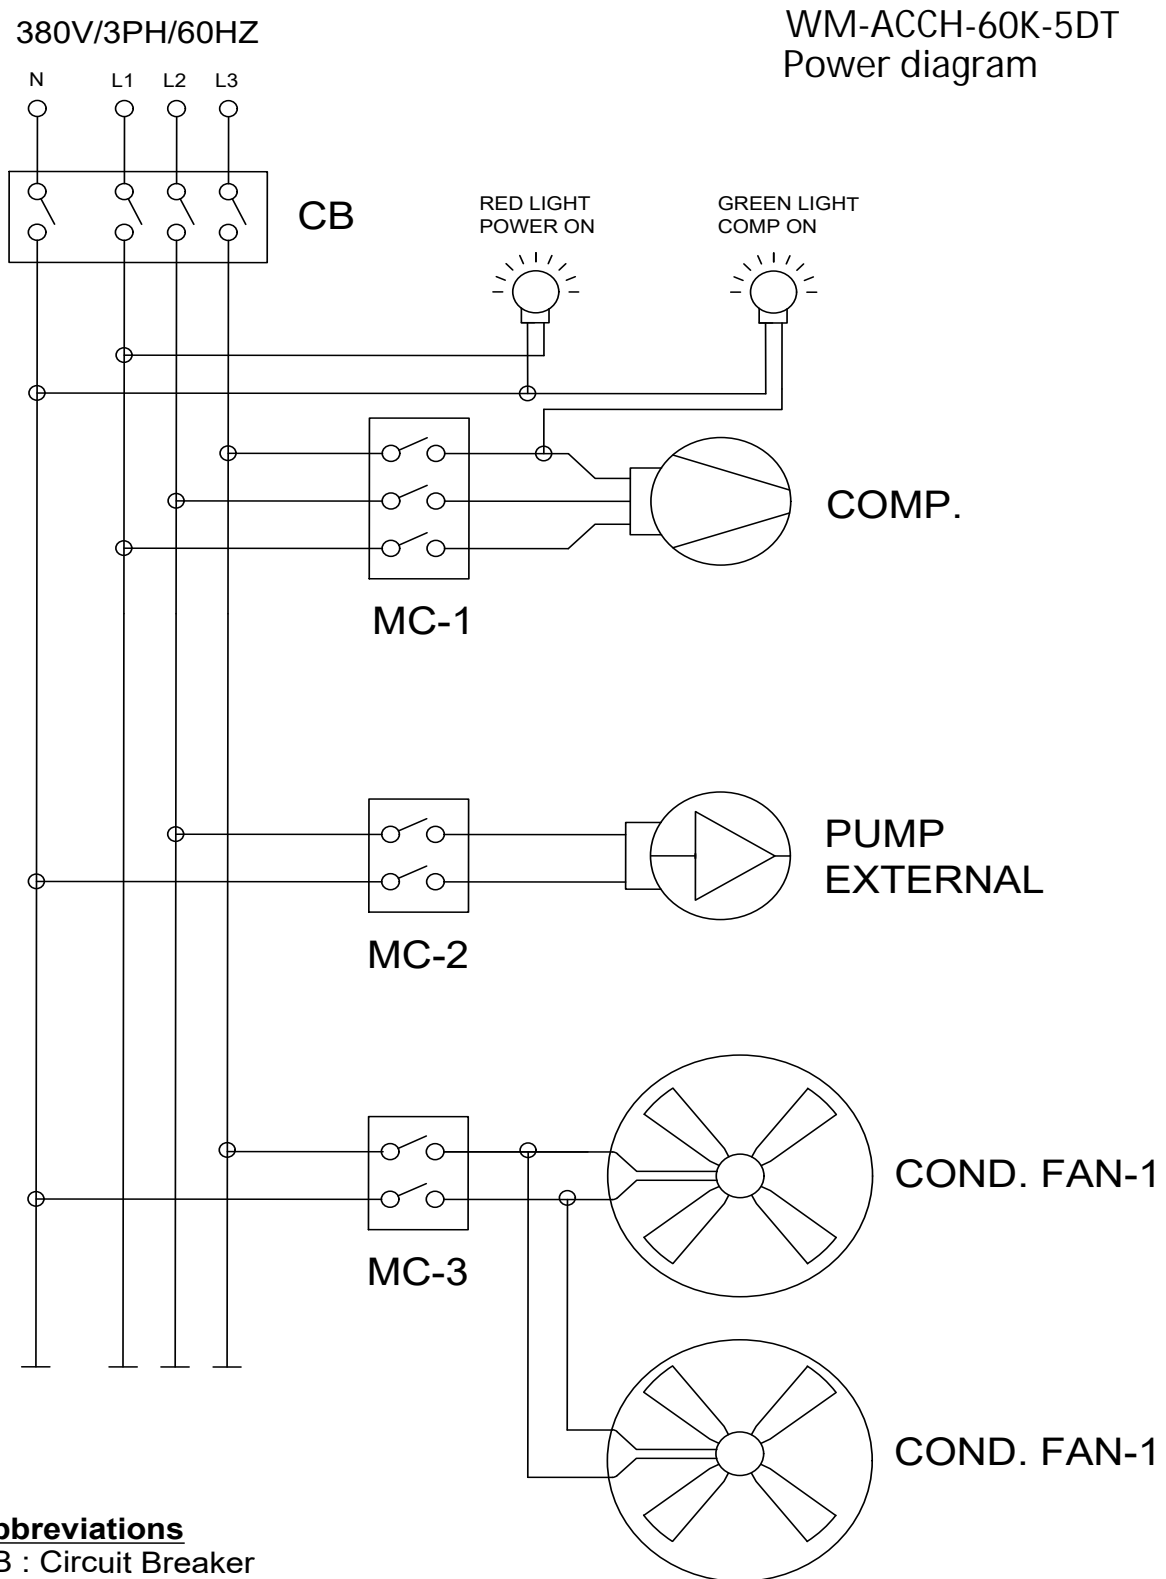 380V/3PH/60HZ
WM-ACCH-60K-5DT
Power diagram
N L1 L2 L3
CB
RED LIGHT
POWER ON
GREEN LIGHT
COMP ON
COMP.
MC-1
PUMP
EXTERNAL
MC-2
COND. FAN-1
MC-3
COND. FAN-1
bbreviations
B : Circuit Breaker